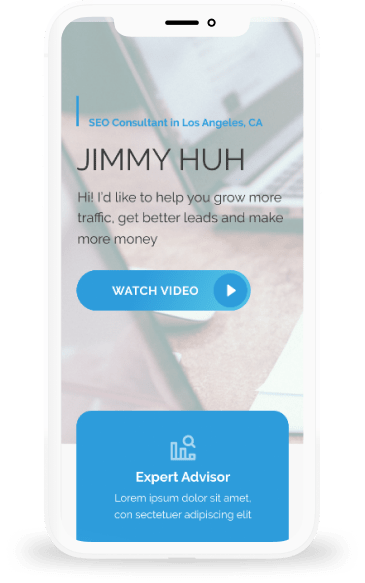 SEO Consultant in Los Angeles, CA
JIMMY HUH
Hi! I'd like to help you grow more
traffic, get better leads and make
more money
WATCH VIDEO
Expert Advisor
Lorem ipsum dolor sit amet,
con sectetuer adipiscing elit